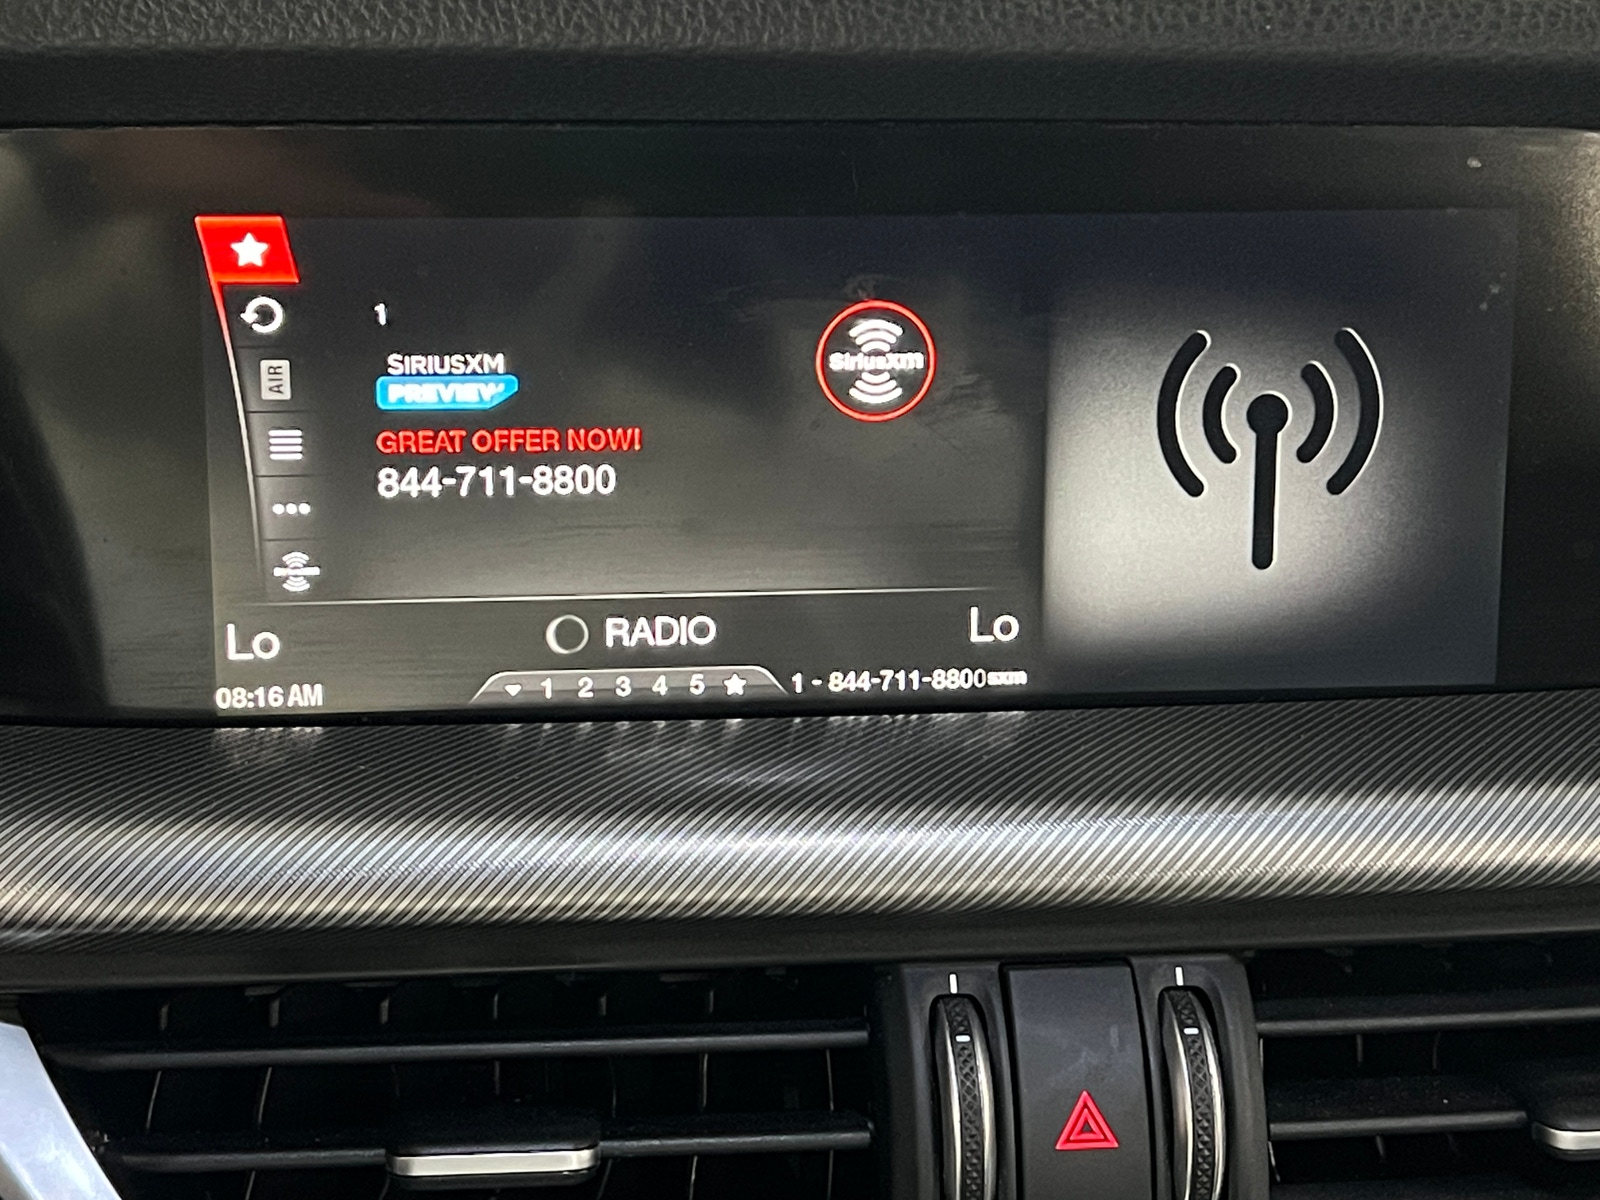 AIR
1
SIRIUSXM
PREVIEW
GREAT OFFER NOW!
844-711-8800
SiriusXM
Lo
RADIO
Lo
08:16 AM
1 2 3 4 5
1 - 844-711-8800sxm